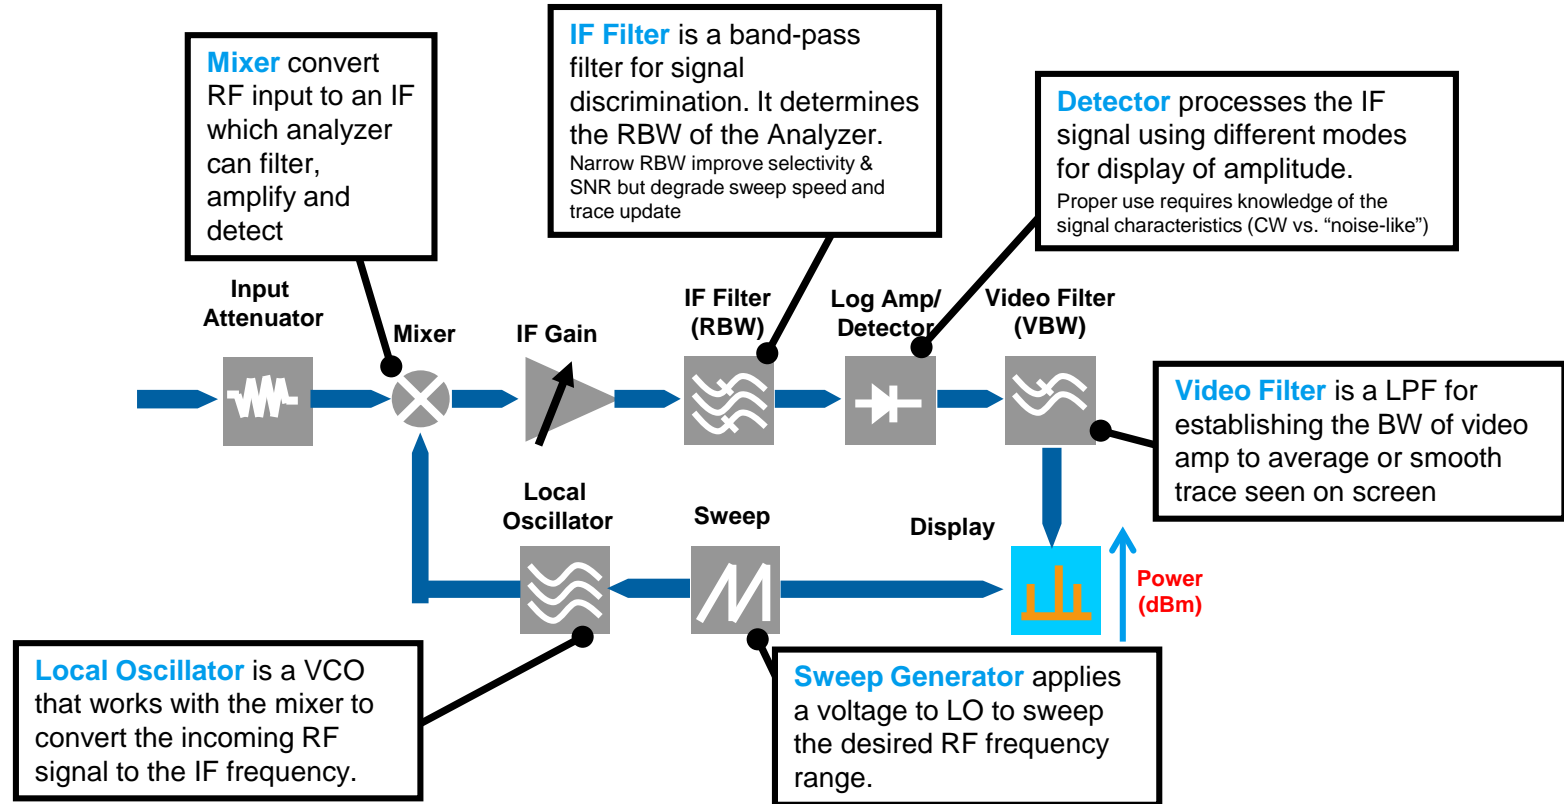 Mixer convert
RF input to an IF
which analyzer
can filter,
amplify and
detect
IF Filter is a band-pass
filter for signal
discrimination. It determines
the RBW of the Analyzer.
Narrow RBW improve selectivity &
SNR but degrade sweep speed and
trace update
Detector processes the IF
signal using different modes
for display of amplitude.
Proper use requires knowledge of the
signal characteristics (CW vs. “noise-like”)
Input
Attenuator
Mixer
IF Gain
IF Filter
(RBW)
Log Amp/
Detector
Video Filter
(VBW)
Video Filter is a LPF for
establishing the BW of video
amp to average or smooth
trace seen on screen
Local
Oscillator
Sweep
Display
Power
(dBm)
Local Oscillator is a VCO
that works with the mixer to
convert the incoming RF
signal to the IF frequency.
Sweep Generator applies
a voltage to LO to sweep
the desired RF frequency
range.